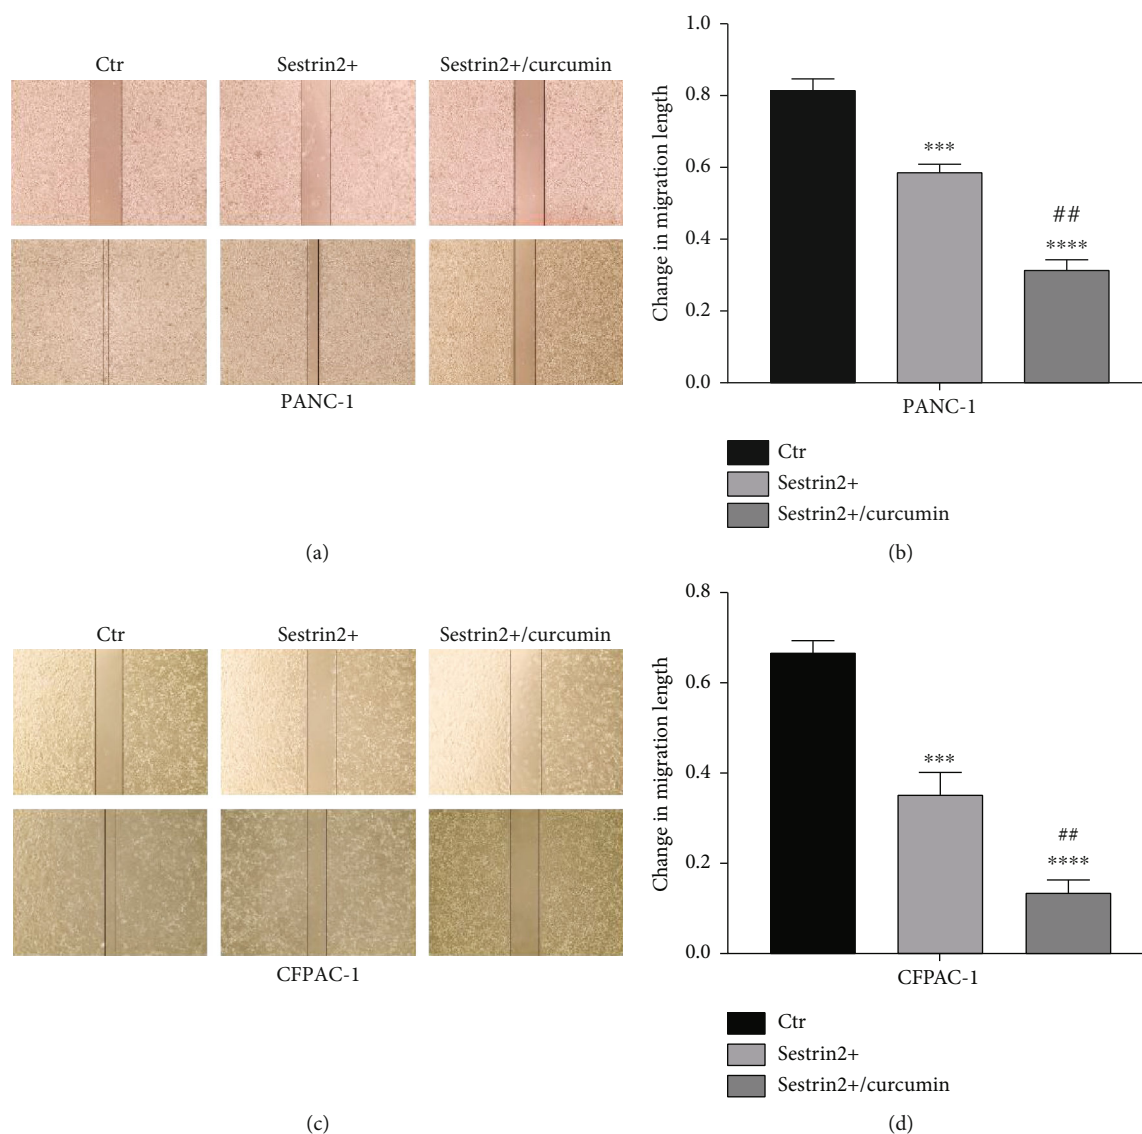 Ctr
Sestrin2+
Sestrin2+/curcumin
PANC-1
(a)
1.0
0.8
0.6
0.4
0.2
0.0
Change in migration length
***
##
****
PANC-1
Ctr
Sestrin2+
Sestrin2+/curcumin
(b)
Ctr
Sestrin2+
Sestrin2+/curcumin
CFPAC-1
(c)
0.8
0.6
0.4
0.2
0.0
Change in migration length
***
##
****
CFPAC-1
Ctr
Sestrin2+
Sestrin2+/curcumin
(d)